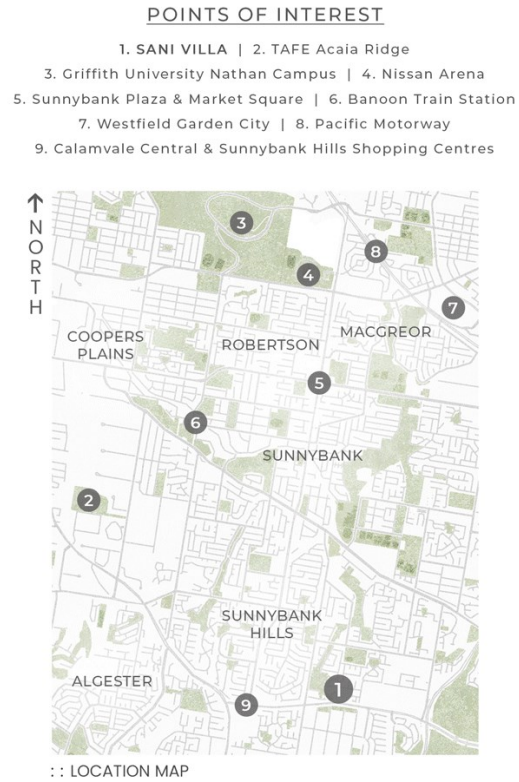 POINTS OF INTEREST
1. SANI VILLA | 2. TAFE Acaia Ridge
3. Griffith University Nathan Campus | 4. Nissan Arena
5. Sunnybank Plaza & Market Square | 6. Banoon Train Station
7. Westfield Garden City | 8. Pacific Motorway
9. Calamvale Central & Sunnybank Hills Shopping Centres
NORTH
3
8
4
7
COOPERS
PLAINS
ROBERTSON
MACGREOR
5
6
SUNNYBANK
2
SUNNYBANK
HILLS
ALGESTER
1
9
:: LOCATION MAP